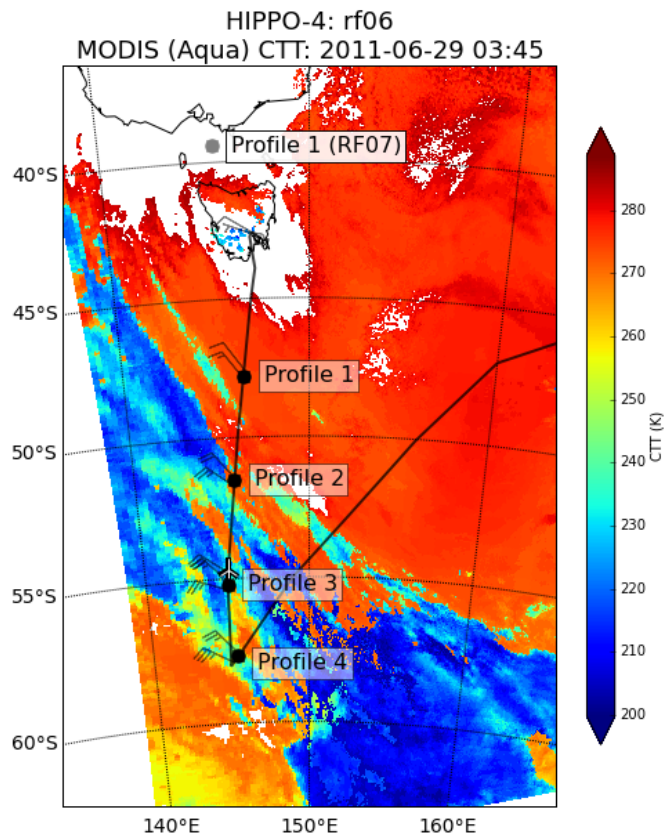 HIPPO-4: rf06
MODIS (Aqua) CTT: 2011-06-29 03:45
Profile 1 (RF07)
40°S
280
45°S
270
Profile 1
260
50°S
250
Profile 2
240
CTT (K)
230
55°S
Profile 3
220
Profile 4
210
60°S
200
140°E
150°E
160°E